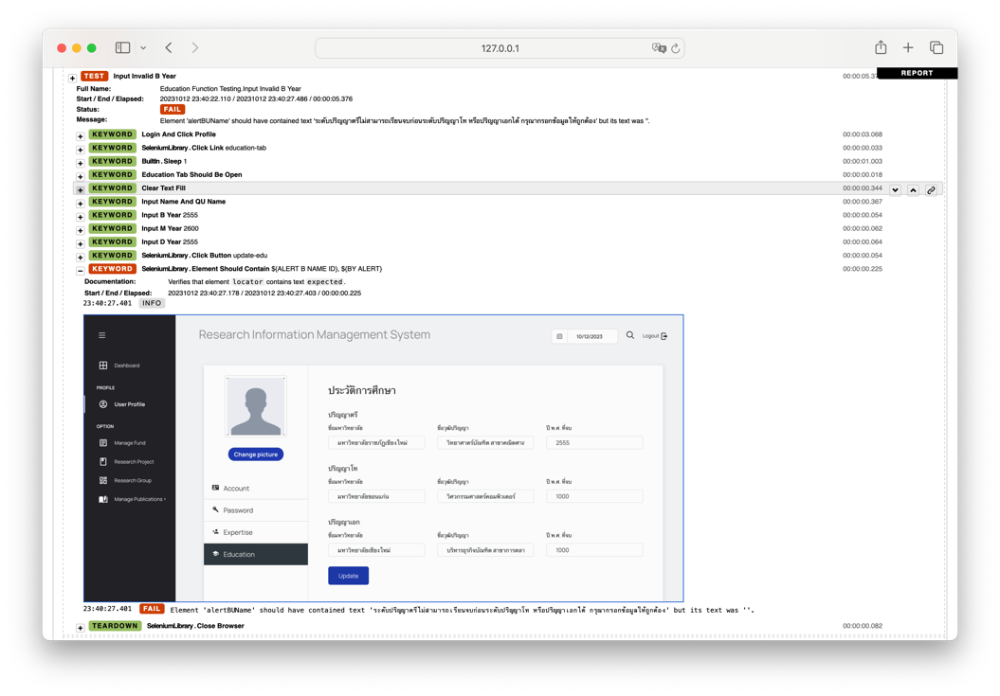 127.0.0.1
REPORT
TEST Input Invalid B Year 00:00:05.37
Full Name: Education Function Testing.Input Invalid B Year
Start / End / Elapsed: 20231012 23:40:22.110 / 20231012 23:40:27.486 / 00:00:05.376
Status: FAIL
Message: Element 'alertBUName' should have contained text 'ระดับปริญญาตรีไม่สามารถเรียนจบก่อนระดับปริญญาโท หรือปริญญาเอกได้ กรุณากรอกข้อมูลให้ถูกต้อง' but its text was ''.
KEYWORD Login And Click Profile 00:00:03.068
KEYWORD SeleniumLibrary. Click Link education-tab 00:00:00.033
KEYWORD BuiltIn. Sleep 1 00:00:01.003
KEYWORD Education Tab Should Be Open 00:00:00.018
KEYWORD Clear Text Fill 00:00:00.344
KEYWORD Input Name And QU Name 00:00:00.367
KEYWORD Input B Year 2555 00:00:00.054
KEYWORD Input M Year 2600 00:00:00.062
KEYWORD Input D Year 2555 00:00:00.064
KEYWORD SeleniumLibrary. Click Button update-edu 00:00:00.054
KEYWORD SeleniumLibrary. Element Should Contain ${ALERT B NAME ID}, ${BY ALERT} 00:00:00.225
Documentation: Verifies that element locator contains text expected.
Start / End / Elapsed: 20231012 23:40:27.178 / 20231012 23:40:27.403 / 00:00:00.225
23:40:27.401 INFO
Research Information Management System
10/12/2023
Logout
Dashboard
PROFILE
User Profile
OPTION
Manage Fund
Research Project
Research Group
Manage Publications
Change picture
Account
Password
Expertise
Education
ประวัติการศึกษา
ปริญญาตรี
ชื่อมหาวิทยาลัย ชื่อวุฒิปริญญา ปี พ.ศ. ที่จบ
มหาวิทยาลัยราชภัฏเชียงใหม่ วิทยาศาตร์บัณฑิต สาขาคณิตศาส 2555
ปริญญาโท
ชื่อมหาวิทยาลัย ชื่อวุฒิปริญญา ปี พ.ศ. ที่จบ
มหาวิทยาลัยขอนแก่น วิศวกรรมศาสตร์คอมพิวเตอร์ 1000
ปริญญาเอก
ชื่อมหาวิทยาลัย ชื่อวุฒิปริญญา ปี พ.ศ. ที่จบ
มหาวิทยาลัยเชียงใหม่ บริหารธุรกิจบัณฑิต สาขาการตลา 1000
Update
23:40:27.401 FAIL Element 'alertBUName' should have contained text 'ระดับปริญญาตรีไม่สามารถเรียนจบก่อนระดับปริญญาโท หรือปริญญาเอกได้ กรุณากรอกข้อมูลให้ถูกต้อง' but its text was ''.
TEARDOWN SeleniumLibrary. Close Browser 00:00:00.082